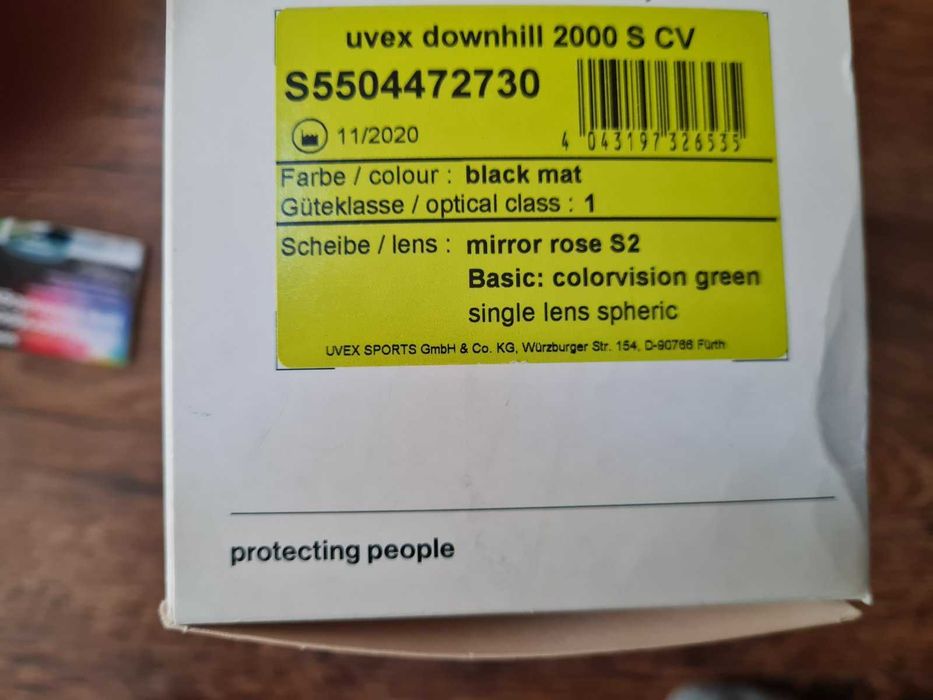 uvex downhill 2000 S CV
S5504472730
11/2020
4 043197 326535
Farbe / colour : black mat
Güteklasse / optical class : 1
Scheibe / lens : mirror rose S2
Basic: colorvision green
single lens spheric
UVEX SPORTS GmbH & Co. KG, Würzburger Str. 154, D-90766 Fürth
protecting people